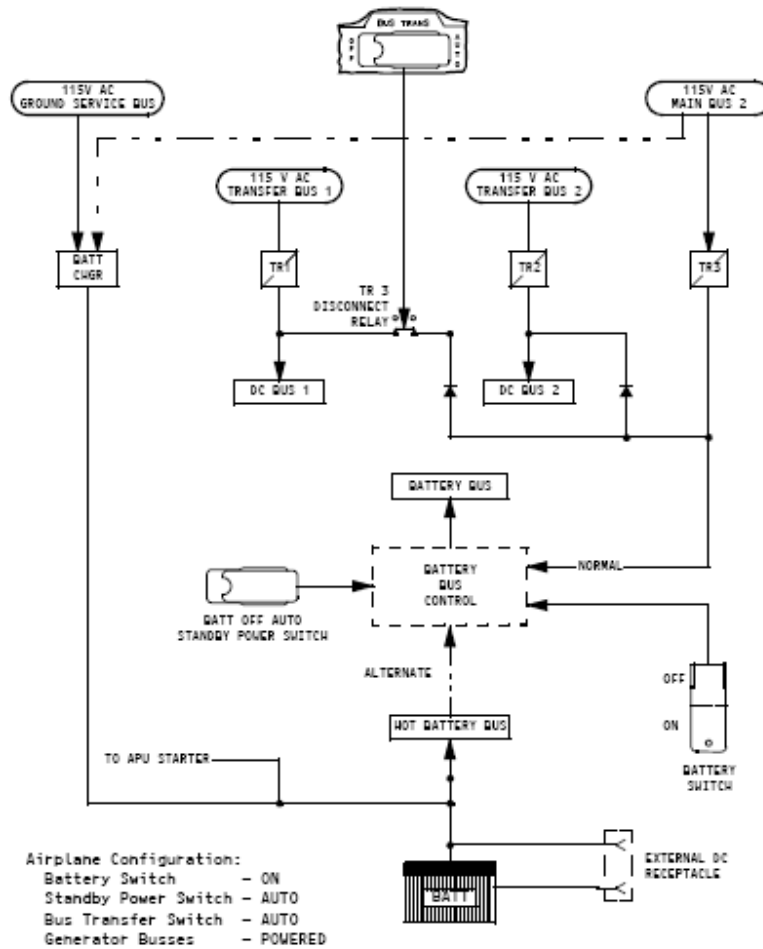 BUS TRANS
OFF
AUTO
115V AC
GROUND SERVICE BUS
115V AC
MAIN BUS 2
115 V AC
TRANSFER BUS 1
115 V AC
TRANSFER BUS 2
BATT
CHGR
TR1
TR2
TR3
TR 3
DISCONNECT
RELAY
DC BUS 1
DC BUS 2
BATTERY BUS
BATTERY
BUS
CONTROL
NORMAL
BATT OFF AUTO
STANDBY POWER SWITCH
ALTERNATE
OFF
ON
HOT BATTERY BUS
TO APU STARTER
BATTERY
SWITCH
EXTERNAL DC
RECEPTACLE
BATT
Airplane Configuration:
Battery Switch - ON
Standby Power Switch - AUTO
Bus Transfer Switch - AUTO
Generator Busses - POWERED